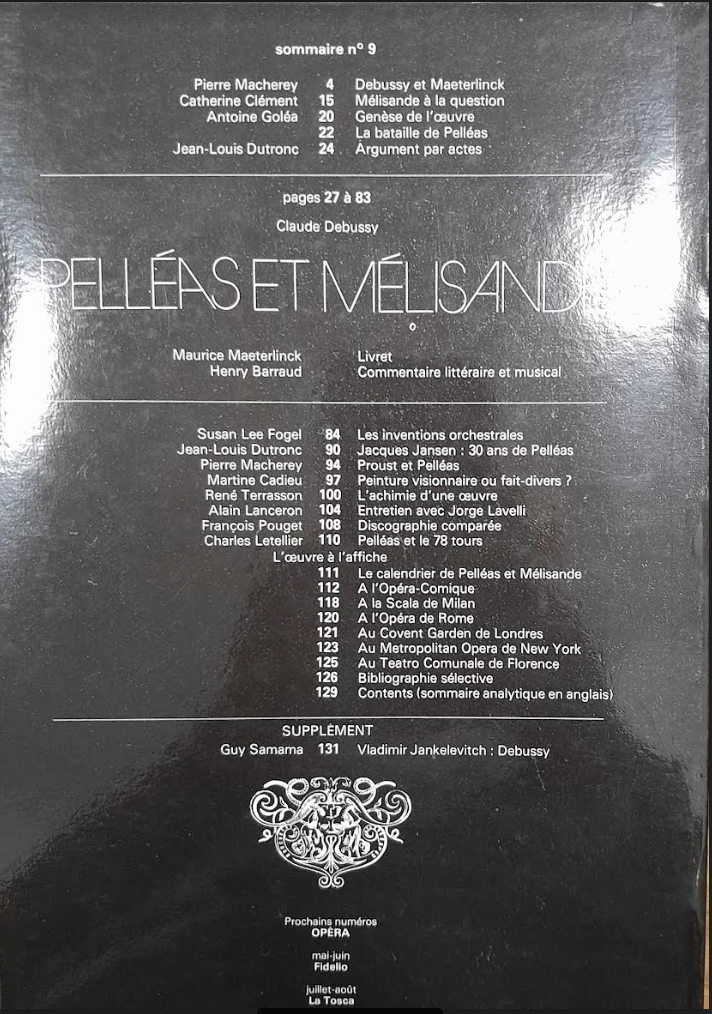 sommaire n° 9
Pierre Macherey 4 Debussy et Maeterlinck
Catherine Clément 15 Mélisande à la question
Antoine Goléa 20 Genèse de l'œuvre
22 La bataille de Pelléas
Jean-Louis Dutronc 24 Argument par actes
pages 27 à 83
Claude Debussy
PELLÉAS ET MÉLISAND
Maurice Maeterlinck Livret
Henry Barraud Commentaire littéraire et musical
Susan Lee Fogel 84 Les inventions orchestrales
Jean-Louis Dutronc 90 Jacques Jansen : 30 ans de Pelléas
Pierre Macherey 94 Proust et Pelléas
Martine Cadieu 97 Peinture visionnaire ou fait-divers ?
René Terrasson 100 L'achimie d'une œuvre
Alain Lanceron 104 Entretien avec Jorge Lavelli
François Pouget 108 Discographie comparée
Charles Letellier 110 Pelléas et le 78 tours
L'œuvre à l'affiche
111 Le calendrier de Pelléas et Mélisande
112 A l'Opéra-Comique
118 A la Scala de Milan
120 A l'Opéra de Rome
121 Au Covent Garden de Londres
123 Au Metropolitan Opera de New York
125 Au Teatro Comunale de Florence
126 Bibliographie sélective
129 Contents (sommaire analytique en anglais)
SUPPLÉMENT
Guy Samama 131 Vladimir Jankelevitch : Debussy
Prochains numéros
OPÉRA
mai-juin
Fidelio
juillet-août
La Tosca